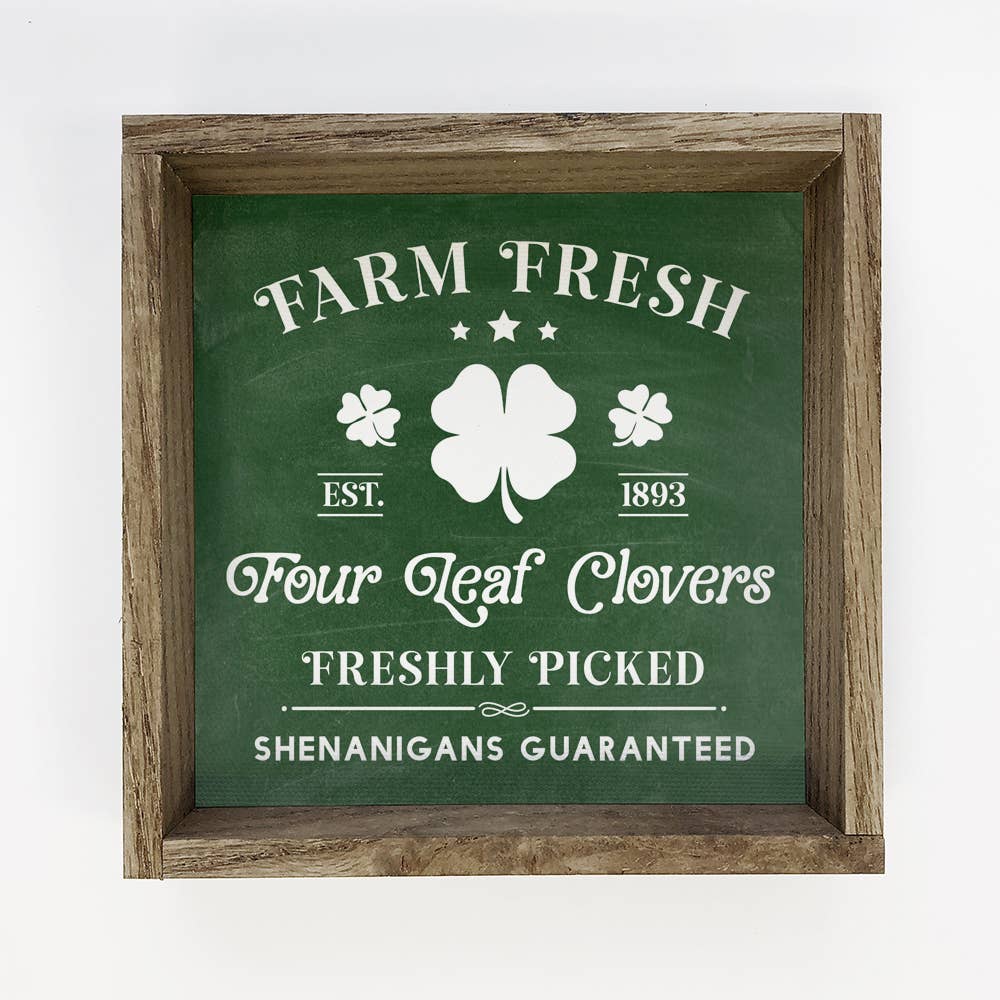 FARM FRESH
EST. 1893
Four Leaf Clovers
FRESHLY PICKED
SHENANIGANS GUARANTEED